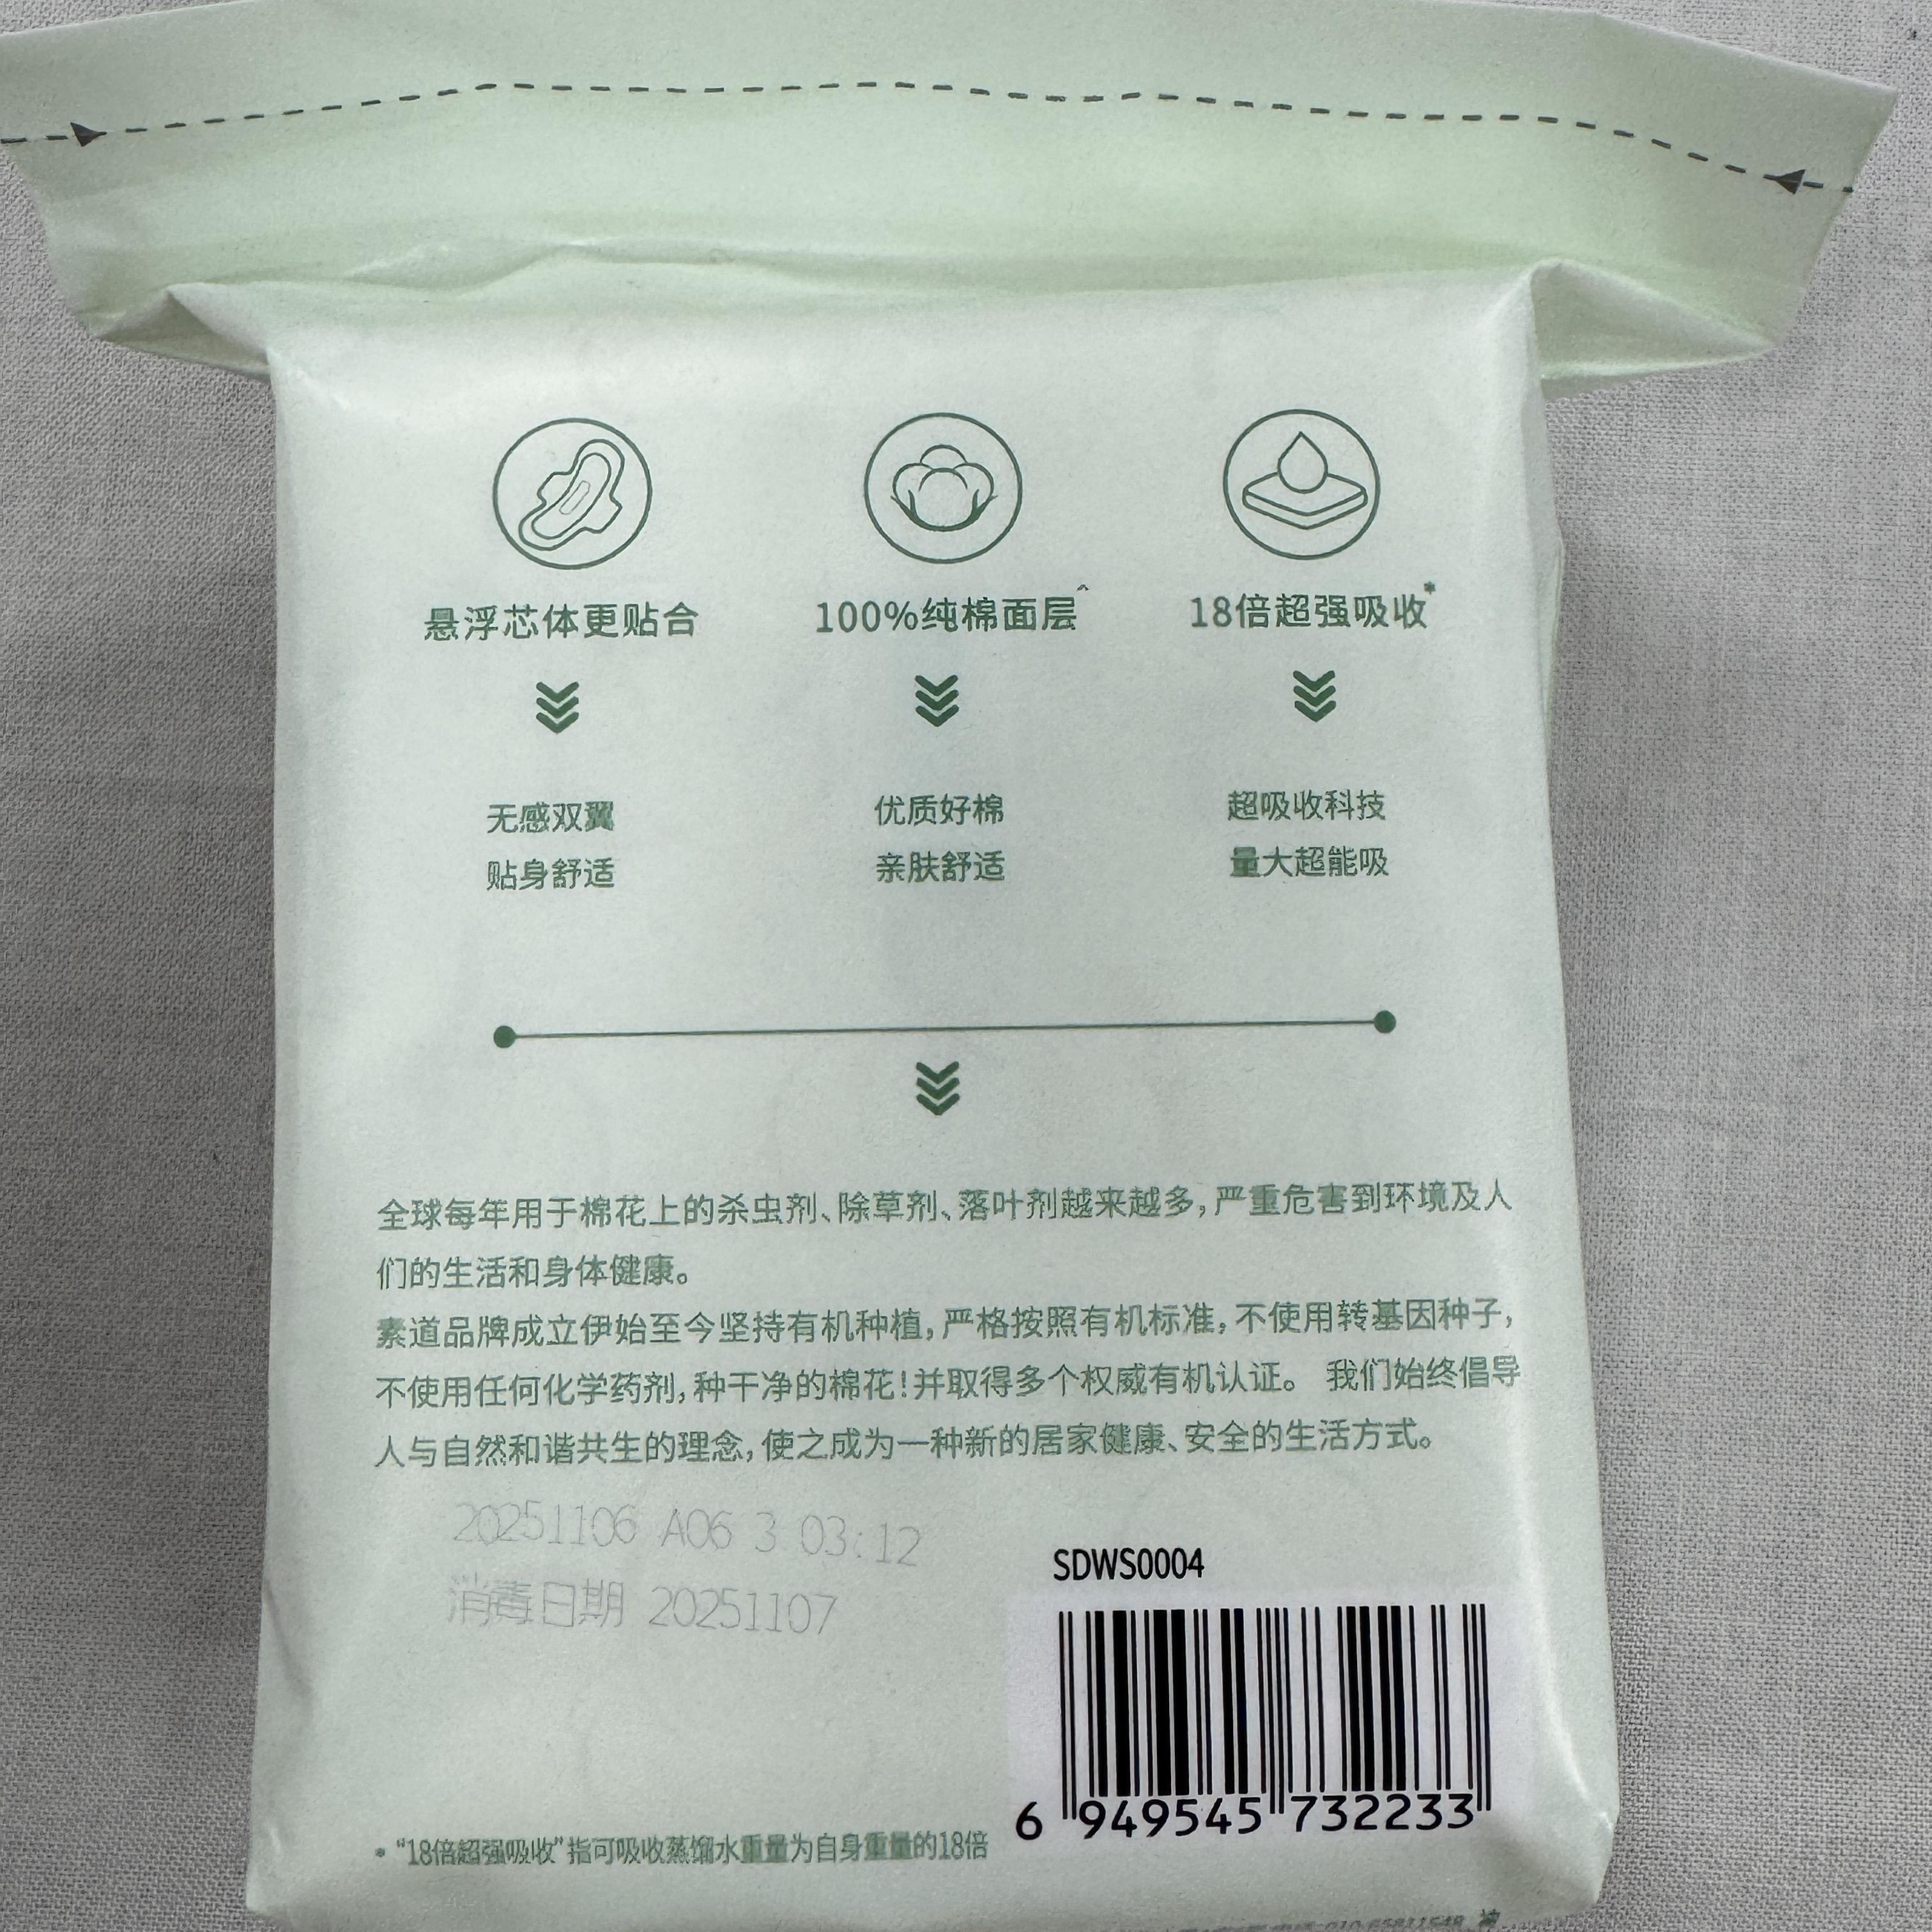 悬浮芯体更贴合
100%纯棉面层^
18倍超强吸收*
无感双翼
贴身舒适
优质好棉
亲肤舒适
超吸收科技
量大超能吸
全球每年用于棉花上的杀虫剂、除草剂、落叶剂越来越多,严重危害到环境及人
们的生活和身体健康。
素道品牌成立伊始至今坚持有机种植,严格按照有机标准,不使用转基因种子,
不使用任何化学药剂,种干净的棉花!并取得多个权威有机认证。 我们始终倡导
人与自然和谐共生的理念,使之成为一种新的居家健康、安全的生活方式。
20251106 A06 3 03:12
消毒日期 20251107
SDWS0004
6 949545 732233
* “18倍超强吸收”指可吸收蒸馏水重量为自身重量的18倍